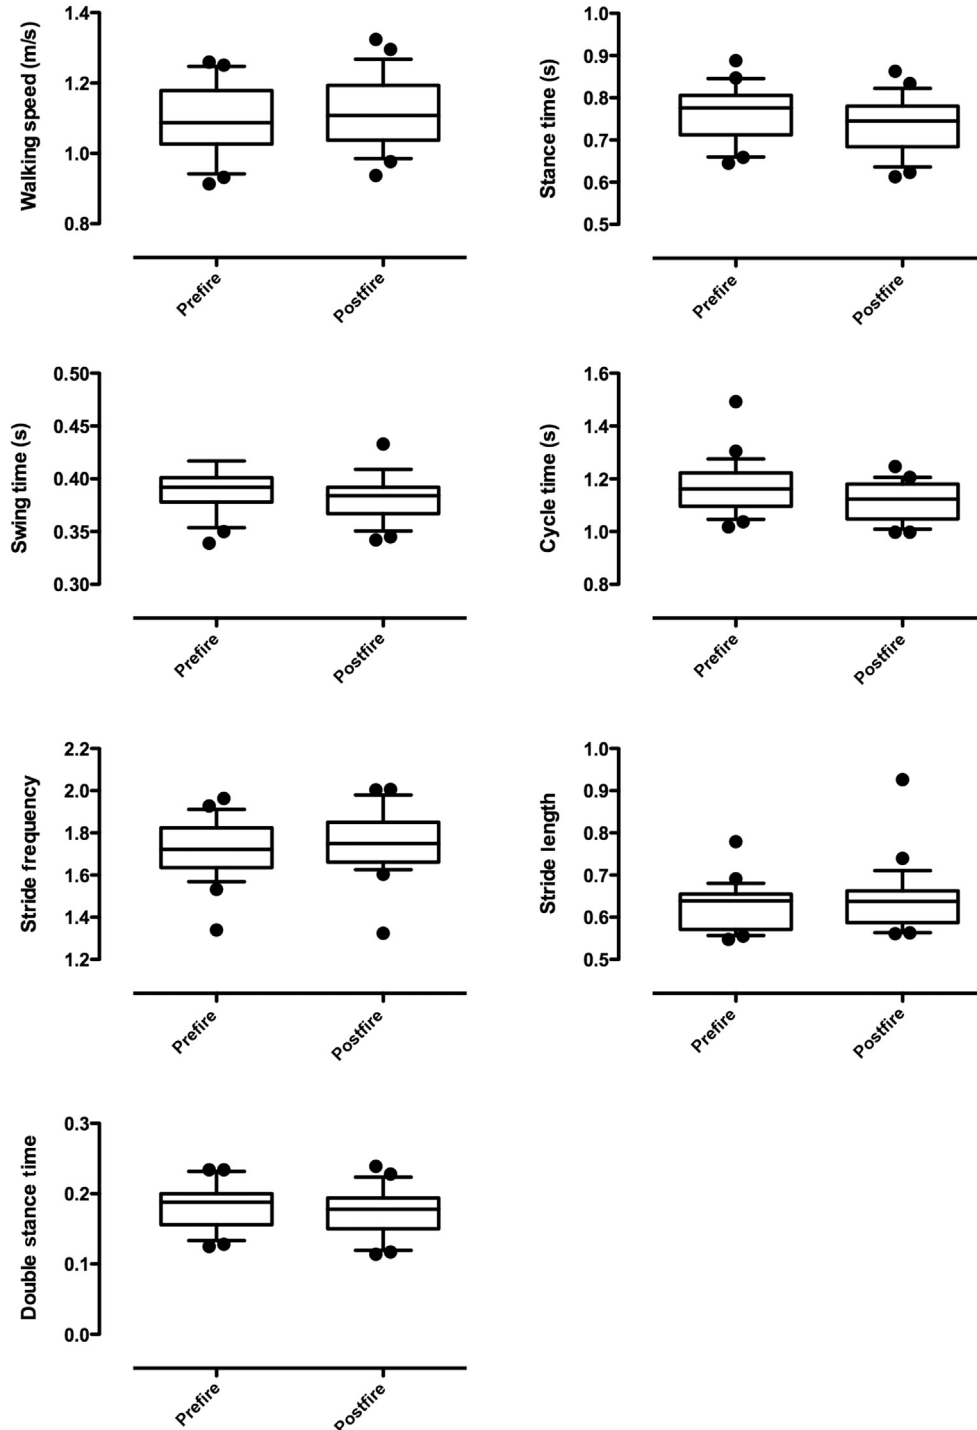 Walking speed (m/s)
1.4
1.2
1.0
0.8
Prefire
Postfire
Stance time (s)
1.0
0.9
0.8
0.7
0.6
0.5
Prefire
Postfire
Swing time (s)
0.50
0.45
0.40
0.35
0.30
Prefire
Postfire
Cycle time (s)
1.6
1.4
1.2
1.0
0.8
Prefire
Postfire
Stride frequency
2.2
2.0
1.8
1.6
1.4
1.2
Prefire
Postfire
Stride length
1.0
0.9
0.8
0.7
0.6
0.5
Prefire
Postfire
Double stance time
0.3
0.2
0.1
0.0
Prefire
Postfire